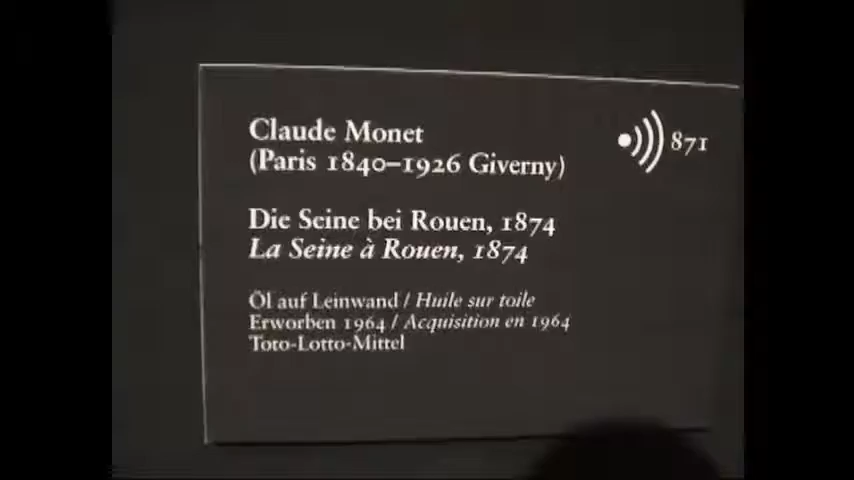 Claude Monet
(Paris 1840–1926 Giverny)
871
Die Seine bei Rouen, 1874
La Seine à Rouen, 1874
Öl auf Leinwand / Huile sur toile
Erworben 1964 / Acquisition en 1964
Toto-Lotto-Mittel